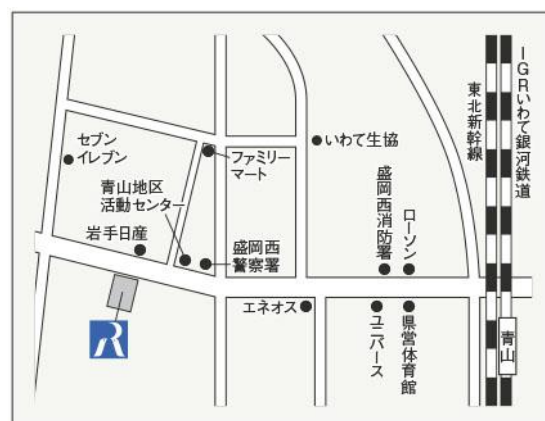 セブン
イレブン
ファミリー
マート
いわて生協
東北新幹線
IGRいわて銀河鉄道
青山地区
活動センター
岩手日産
盛岡西
警察署
盛岡西消防署
ローソン
エネオス
ユニバース
県営体育館
青山
R